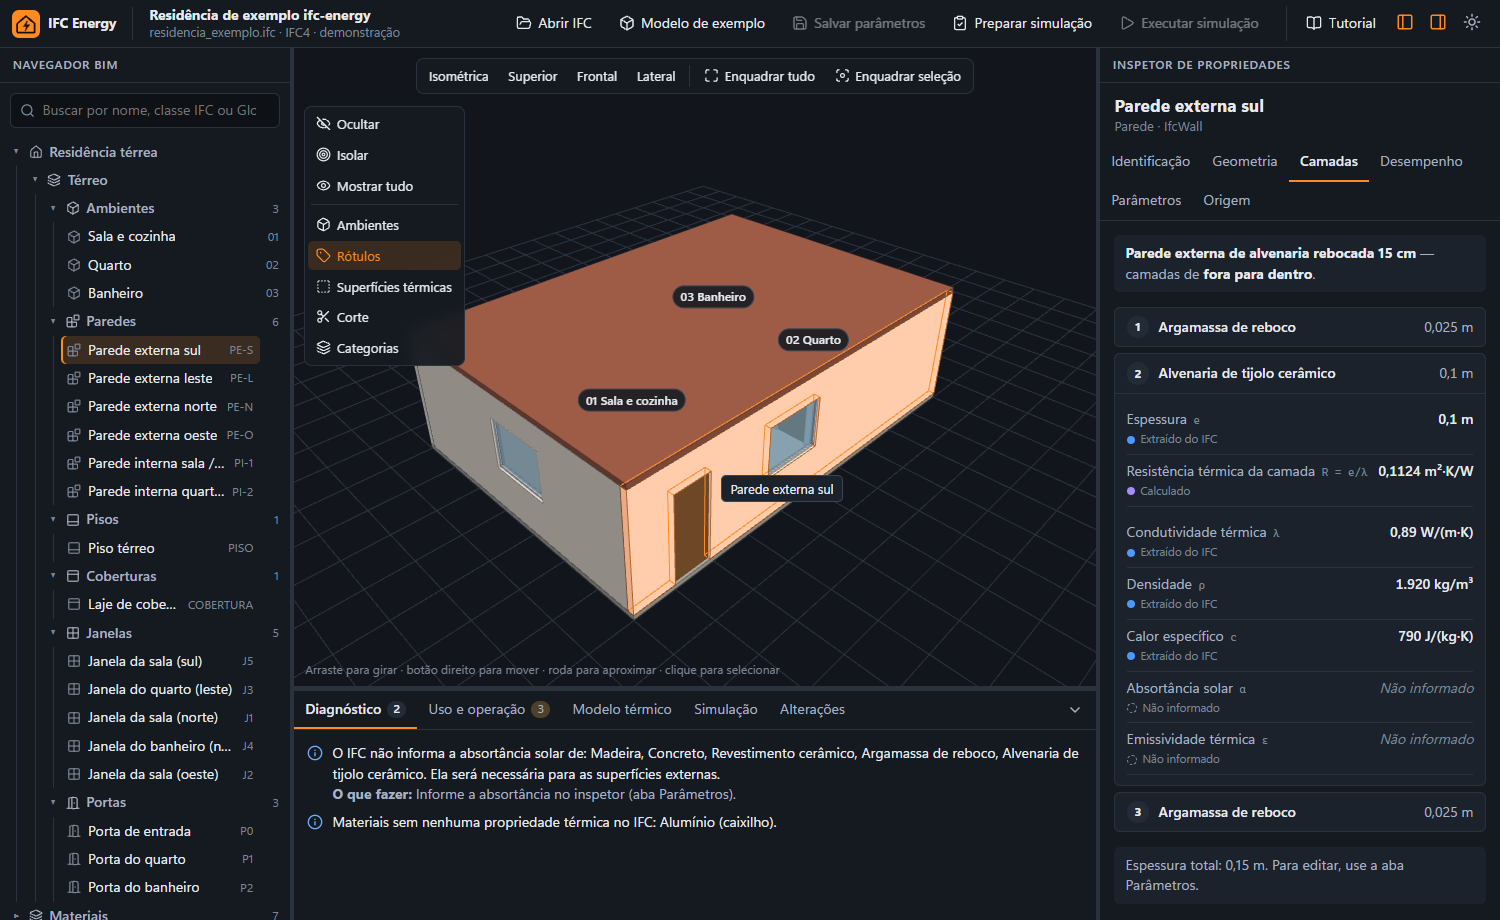 IFC Energy
Residência de exemplo ifc-energy
residencia_exemplo.ifc · IFC4 · demonstração
Abrir IFC
Modelo de exemplo
Salvar parâmetros
Preparar simulação
Executar simulação
Tutorial
NAVEGADOR BIM
Buscar por nome, classe IFC ou Glc
Residência térrea
Térreo
Ambientes 3
Sala e cozinha 01
Quarto 02
Banheiro 03
Paredes 6
Parede externa sul PE-S
Parede externa leste PE-L
Parede externa norte PE-N
Parede externa oeste PE-O
Parede interna sala /... PI-1
Parede interna quart... PI-2
Pisos 1
Piso térreo PISO
Coberturas 1
Laje de cobe... COBERTURA
Janelas 5
Janela da sala (sul) J5
Janela do quarto (leste) J3
Janela da sala (norte) J1
Janela do banheiro (n... J4
Janela da sala (oeste) J2
Portas 3
Porta de entrada P0
Porta do quarto P1
Porta do banheiro P2
Materiais 7
Isométrica
Superior
Frontal
Lateral
Enquadrar tudo
Enquadrar seleção
Ocultar
Isolar
Mostrar tudo
Ambientes
Rótulos
Superfícies térmicas
Corte
Categorias
03 Banheiro
02 Quarto
01 Sala e cozinha
Parede externa sul
Arraste para girar · botão direito para mover · roda para aproximar · clique para selecionar
Diagnóstico 2
Uso e operação 3
Modelo térmico
Simulação
Alterações
O IFC não informa a absortância solar de: Madeira, Concreto, Revestimento cerâmico, Argamassa de reboco, Alvenaria de
tijolo cerâmico. Ela será necessária para as superfícies externas.
O que fazer: Informe a absortância no inspetor (aba Parâmetros).
Materiais sem nenhuma propriedade térmica no IFC: Alumínio (caixilho).
INSPETOR DE PROPRIEDADES
Parede externa sul
Parede · IfcWall
Identificação
Geometria
Camadas
Desempenho
Parâmetros
Origem
Parede externa de alvenaria rebocada 15 cm —
camadas de fora para dentro.
1 Argamassa de reboco 0,025 m
2 Alvenaria de tijolo cerâmico 0,1 m
Espessura e 0,1 m
Extraído do IFC
Resistência térmica da camada R = e/λ 0,1124 m²·K/W
Calculado
Condutividade térmica λ 0,89 W/(m·K)
Extraído do IFC
Densidade ρ 1.920 kg/m³
Extraído do IFC
Calor específico c 790 J/(kg·K)
Extraído do IFC
Absortância solar α Não informado
Não informado
Emissividade térmica ε Não informado
Não informado
3 Argamassa de reboco 0,025 m
Espessura total: 0,15 m. Para editar, use a aba
Parâmetros.